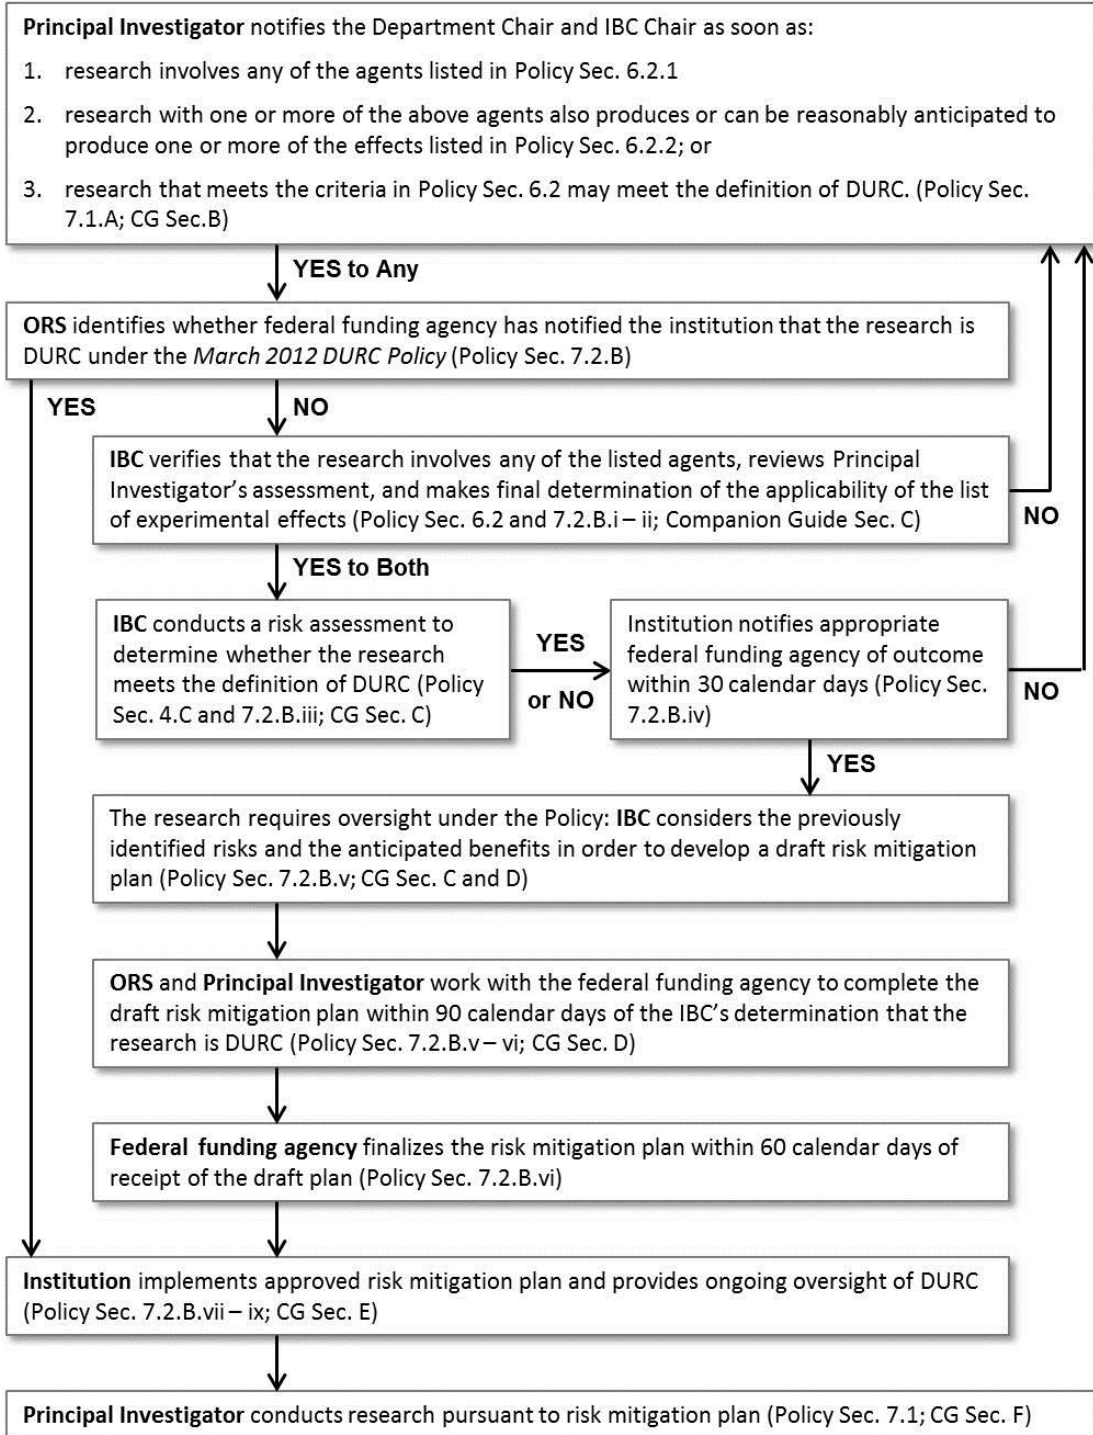 Principal Investigator notifies the Department Chair and IBC Chair as soon as:
1. research involves any of the agents listed in Policy Sec. 6.2.1
2. research with one or more of the above agents also produces or can be reasonably anticipated to
produce one or more of the effects listed in Policy Sec. 6.2.2; or
3. research that meets the criteria in Policy Sec. 6.2 may meet the definition of DURC. (Policy Sec.
7.1.A; CG Sec.B)
YES to Any
ORS identifies whether federal funding agency has notified the institution that the research is
DURC under the March 2012 DURC Policy (Policy Sec. 7.2.B)
YES
NO
IBC verifies that the research involves any of the listed agents, reviews Principal
Investigator's assessment, and makes final determination of the applicability of the list
of experimental effects (Policy Sec. 6.2 and 7.2.B.i – ii; Companion Guide Sec. C)
NO
YES to Both
IBC conducts a risk assessment to
determine whether the research
meets the definition of DURC (Policy
Sec. 4.C and 7.2.B.iii; CG Sec. C)
YES
or NO
Institution notifies appropriate
federal funding agency of outcome
within 30 calendar days (Policy Sec.
7.2.B.iv)
NO
YES
The research requires oversight under the Policy: IBC considers the previously
identified risks and the anticipated benefits in order to develop a draft risk mitigation
plan (Policy Sec. 7.2.B.v; CG Sec. C and D)
ORS and Principal Investigator work with the federal funding agency to complete the
draft risk mitigation plan within 90 calendar days of the IBC's determination that the
research is DURC (Policy Sec. 7.2.B.v – vi; CG Sec. D)
Federal funding agency finalizes the risk mitigation plan within 60 calendar days of
receipt of the draft plan (Policy Sec. 7.2.B.vi)
Institution implements approved risk mitigation plan and provides ongoing oversight of DURC
(Policy Sec. 7.2.B.vii – ix; CG Sec. E)
Principal Investigator conducts research pursuant to risk mitigation plan (Policy Sec. 7.1; CG Sec. F)